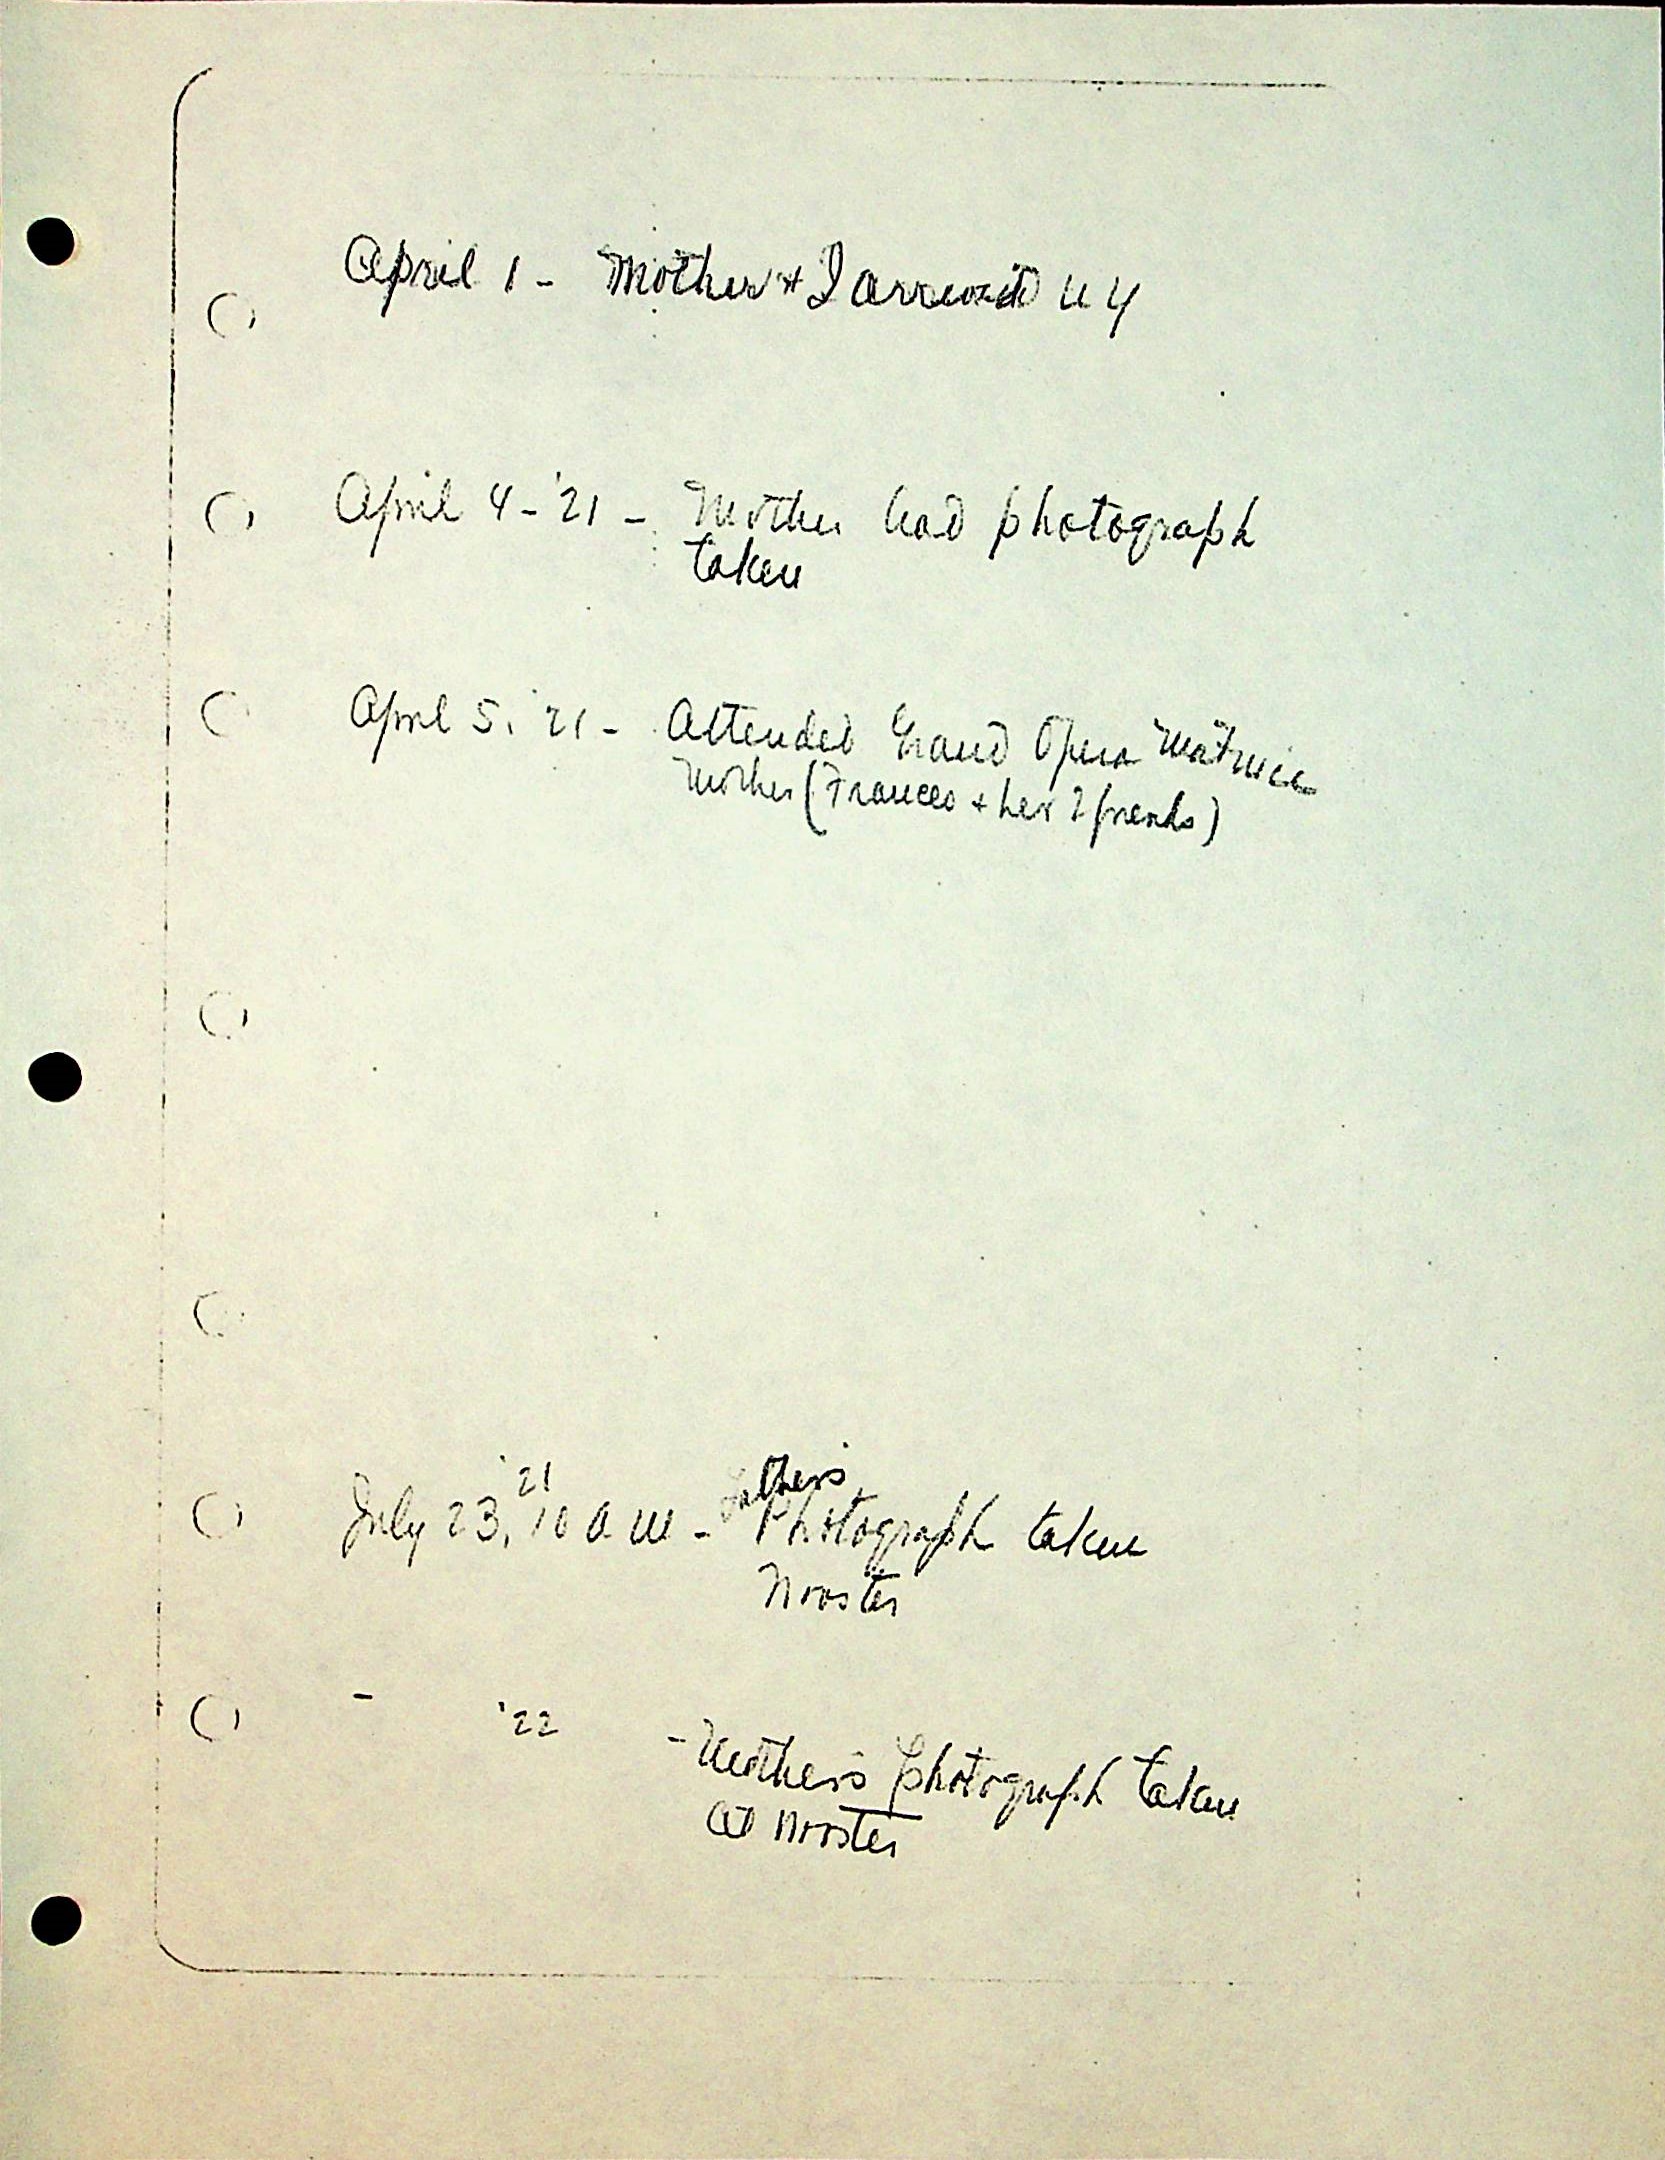 April 1 - Mother & I arrived N Y
April 4 - '21 - Mother had photograph
taken
April 5, '21 - Attended Grand Opera Matinee
Mother (Frances & her 2 friends)
July 23, '21 10 a m - Father's Photograph taken
Wooster
- '22 - Mother's photograph taken
at Wooster